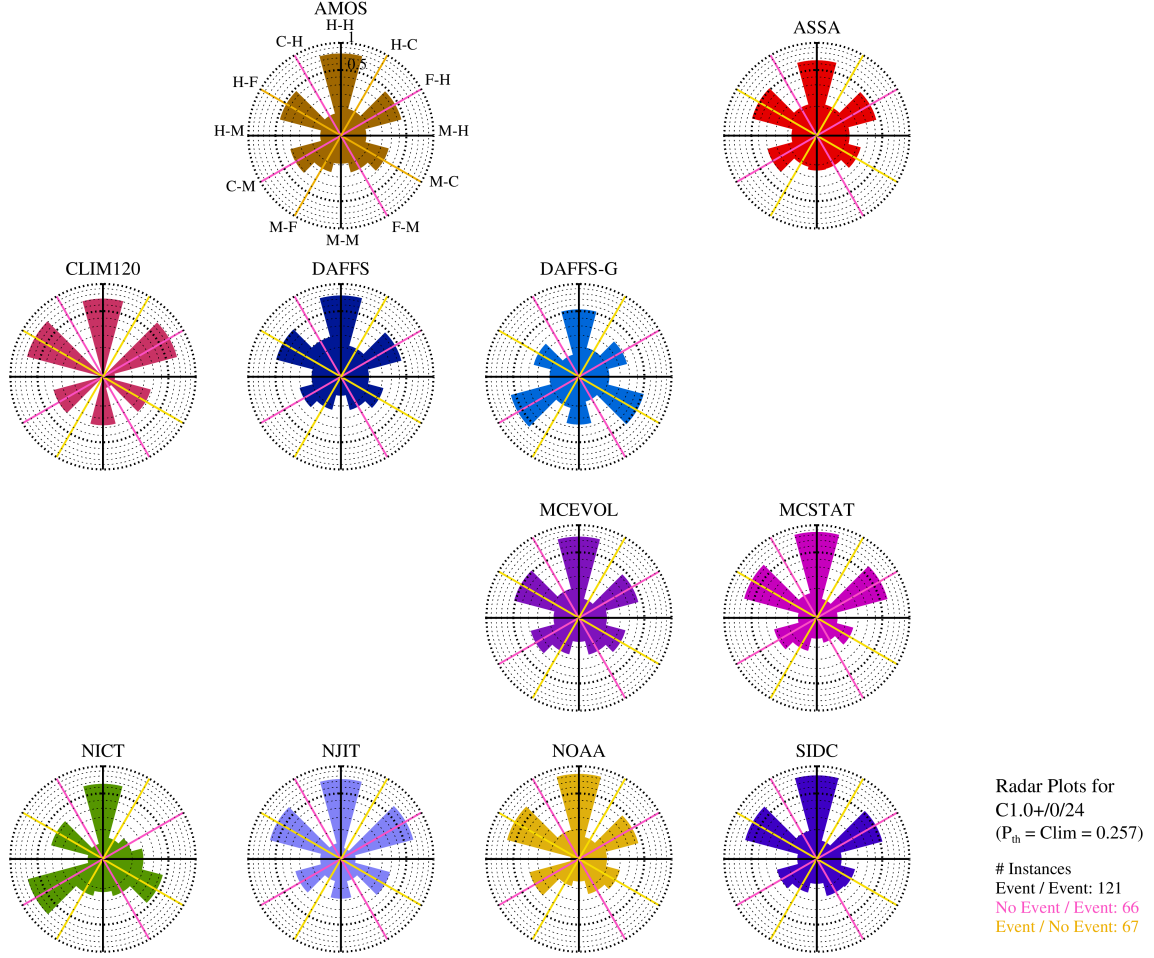 AMOS
H-H
1
C-H
H-C
0.5
H-F
F-H
H-M
M-H
C-M
M-C
M-F
F-M
M-M
ASSA
CLIM120
DAFFS
DAFFS-G
MCEVOL
MCSTAT
NICT
NJIT
NOAA
SIDC
Radar Plots for
C1.0+/0/24
(P_th = Clim = 0.257)
# Instances
Event / Event: 121
No Event / Event: 66
Event / No Event: 67